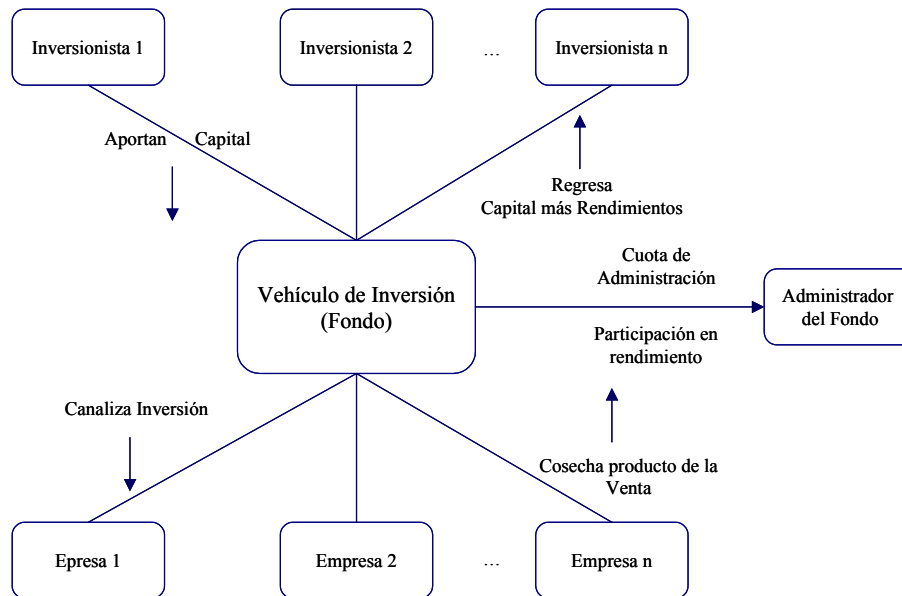 Inversionista 1
Inversionista 2
...
Inversionista n
Aportan Capital
Regresa
Capital más Rendimientos
Vehículo de Inversión
(Fondo)
Cuota de
Administración
Administrador
del Fondo
Participación en
rendimiento
Canaliza Inversión
Cosecha producto de la
Venta
Epresa 1
Empresa 2
...
Empresa n